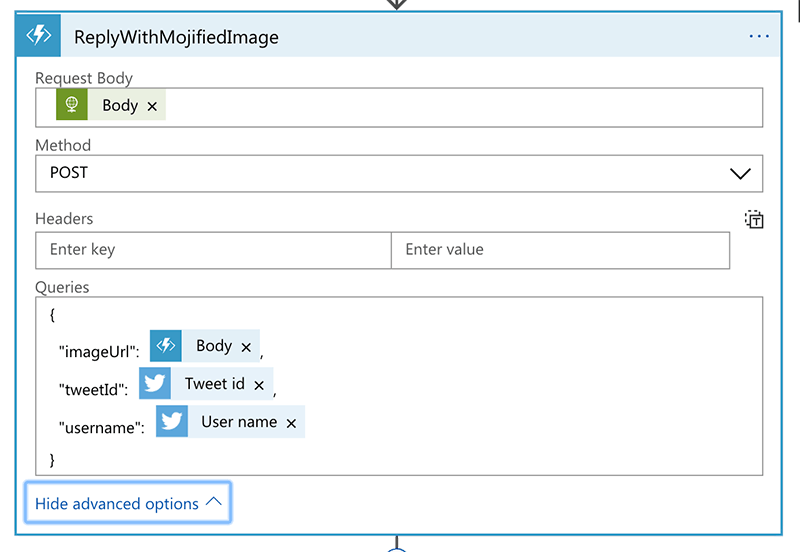 ReplyWithMojifiedImage
Request Body
Body ×
Method
POST
Headers
Enter key Enter value
Queries
{
"imageUrl": Body ×,
"tweetId": Tweet id ×,
"username": User name ×
}
Hide advanced options